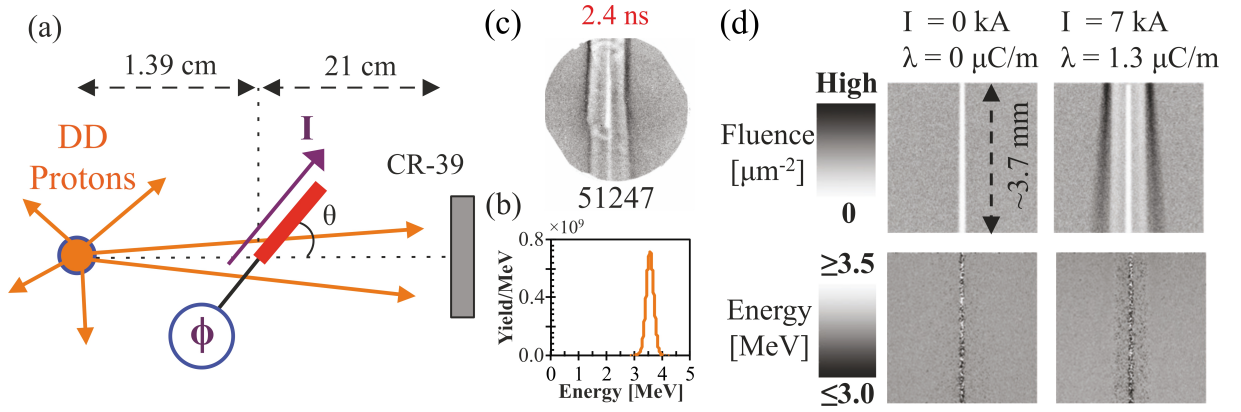 (a)
1.39 cm
21 cm
DD
Protons
I
θ
CR-39
ϕ
(c)
2.4 ns
51247
(b)
×10⁹
Yield/MeV
0.8
0.4
0.0
0 1 2 3 4 5
Energy [MeV]
(d)
I = 0 kA
λ = 0 μC/m
I = 7 kA
λ = 1.3 μC/m
High
Fluence
[μm⁻²]
0
~3.7 mm
≥3.5
Energy
[MeV]
≤3.0